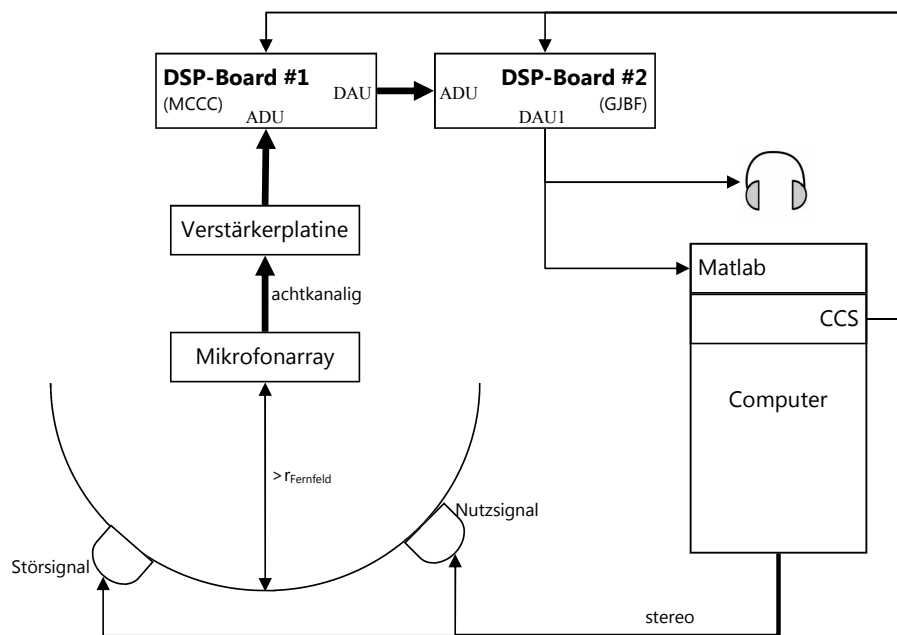 DSP-Board #1
(MCCC)
DAU
ADU
DSP-Board #2
(GJBF)
ADU
DAU1
Verstärkerplatine
achtkanalig
Mikrofonarray
Matlab
CCS
Computer
>rFernfeld
Nutzsignal
Störsignal
stereo